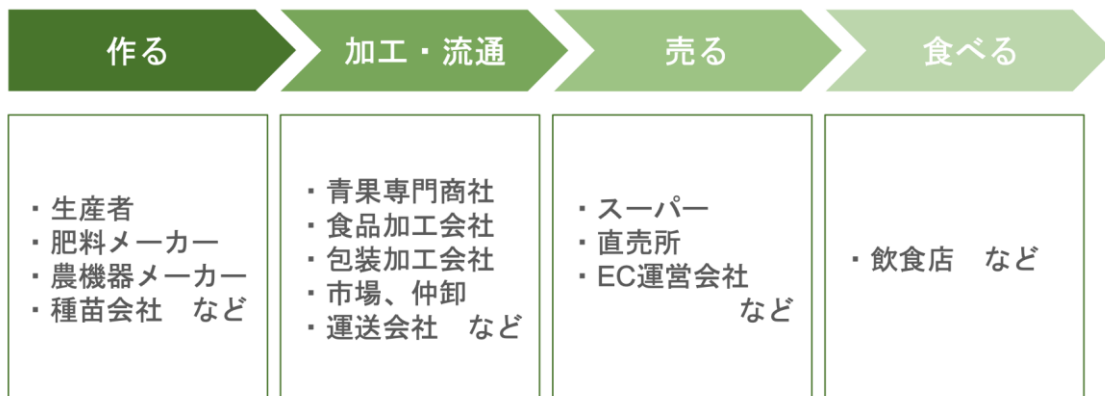 作る
加工・流通
売る
食べる
・生産者
・肥料メーカー
・農機器メーカー
・種苗会社　など
・青果専門商社
・食品加工会社
・包装加工会社
・市場、仲卸
・運送会社　など
・スーパー
・直売所
・EC運営会社
など
・飲食店　など